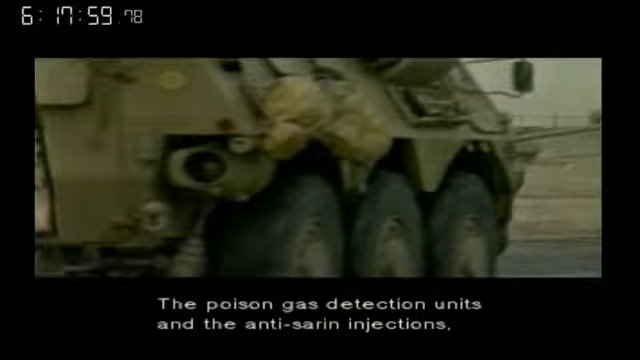 6:17:59.78
The poison gas detection units
and the anti-sarin injections,